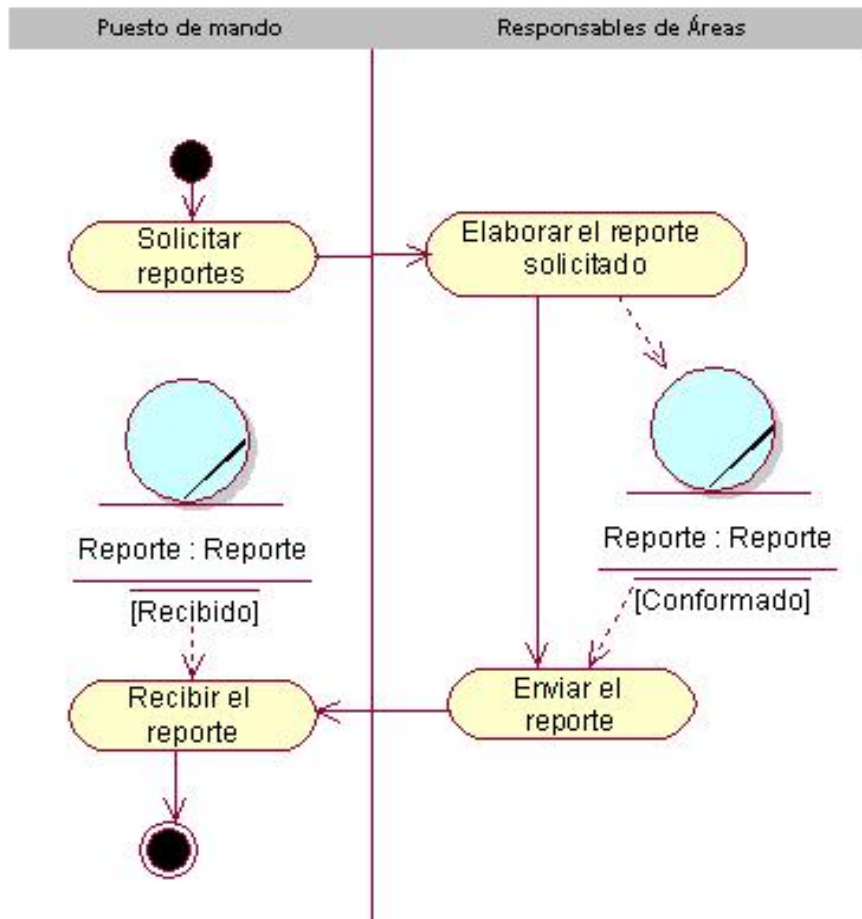 Puesto de mando
Responsables de Áreas
Solicitar
reportes
Elaborar el reporte
solicitado
Reporte : Reporte
[Recibido]
Reporte : Reporte
[Conformado]
Recibir el
reporte
Enviar el
reporte